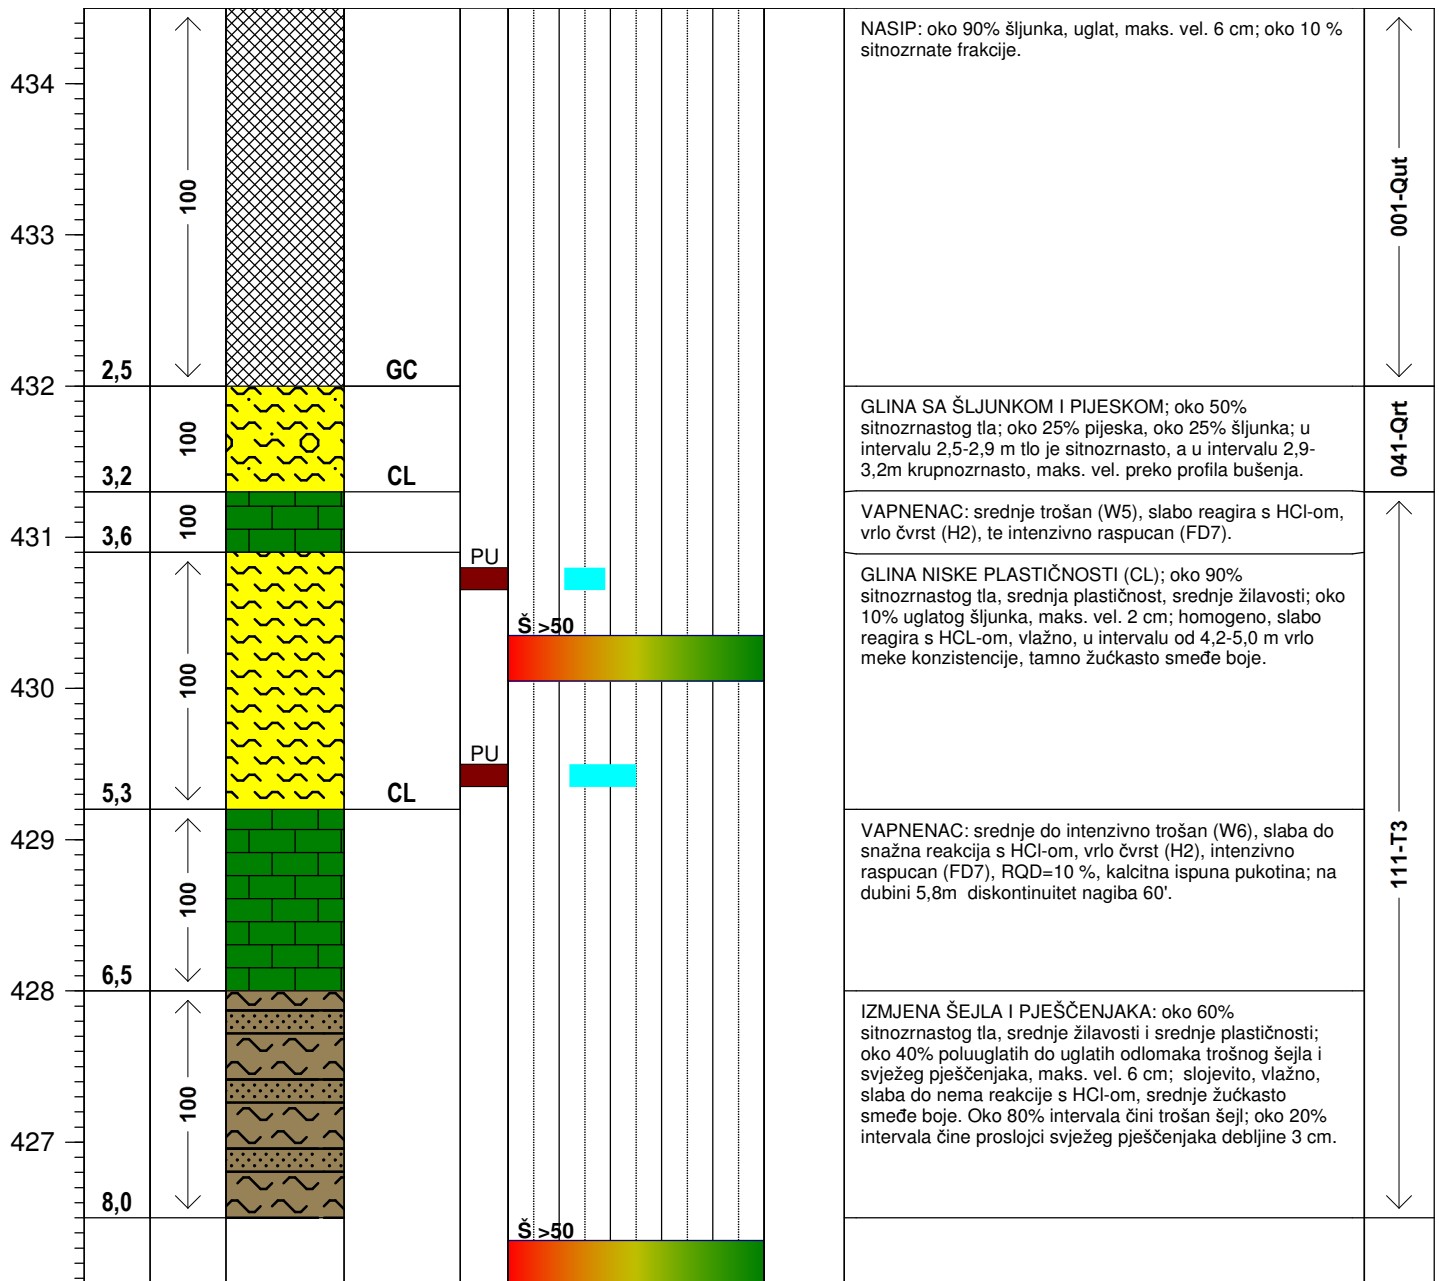 NASIP: oko 90% šljunka, uglat, maks. vel. 6 cm; oko 10 %
sitnozrnate frakcije.
434
100
001-Qut
433
2,5
GC
432
GLINA SA ŠLJUNKOM I PIJESKOM; oko 50%
sitnozrnastog tla; oko 25% pijeska, oko 25% šljunka; u
intervalu 2,5-2,9 m tlo je sitnozrnasto, a u intervalu 2,9-
3,2m krupnozrnasto, maks. vel. preko profila bušenja.
100
041-Qrt
3,2
CL
VAPNENAC: srednje trošan (W5), slabo reagira s HCl-om,
vrlo čvrst (H2), te intenzivno raspucan (FD7).
100
3,6
431
PU
GLINA NISKE PLASTIČNOSTI (CL); oko 90%
sitnozrnastog tla, srednja plastičnost, srednje žilavosti; oko
10% uglatog šljunka, maks. vel. 2 cm; homogeno, slabo
reagira s HCL-om, vlažno, u intervalu od 4,2-5,0 m vrlo
meke konzistencije, tamno žućkasto smeđe boje.
Š >50
100
430
PU
5,3
CL
429
VAPNENAC: srednje do intenzivno trošan (W6), slaba do
snažna reakcija s HCl-om, vrlo čvrst (H2), intenzivno
raspucan (FD7), RQD=10 %, kalcitna ispuna pukotina; na
dubini 5,8m diskontinuitet nagiba 60'.
111-T3
100
6,5
428
IZMJENA ŠEJLA I PJEŠČENJAKA: oko 60%
sitnozrnastog tla, srednje žilavosti i srednje plastičnosti;
oko 40% poluuglatih do uglatih odlomaka trošnog šejla i
svježeg pješčenjaka, maks. vel. 6 cm; slojevito, vlažno,
slaba do nema reakcije s HCl-om, srednje žućkasto
smeđe boje. Oko 80% intervala čini trošan šejl; oko 20%
intervala čine proslojci svježeg pješčenjaka debljine 3 cm.
100
427
8,0
Š >50